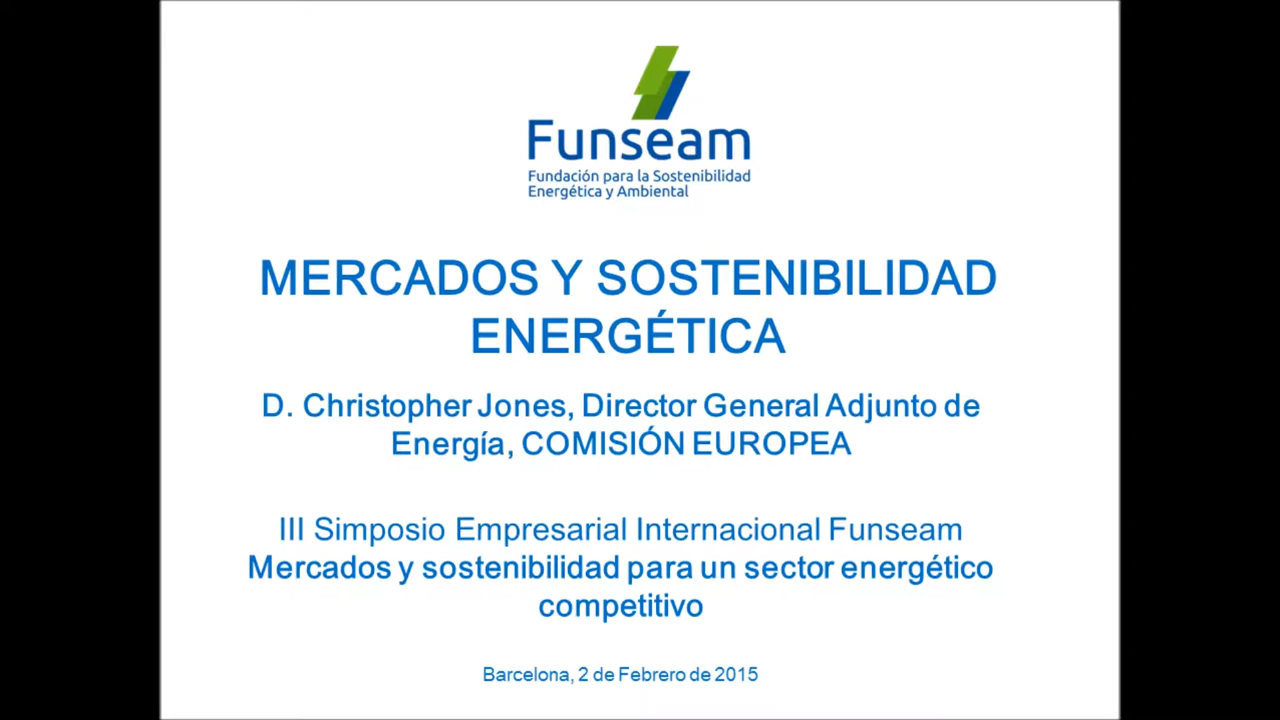 Funseam
Fundación para la Sostenibilidad
Energética y Ambiental
MERCADOS Y SOSTENIBILIDAD
ENERGÉTICA
D. Christopher Jones, Director General Adjunto de
Energía, COMISIÓN EUROPEA
III Simposio Empresarial Internacional Funseam
Mercados y sostenibilidad para un sector energético
competitivo
Barcelona, 2 de Febrero de 2015